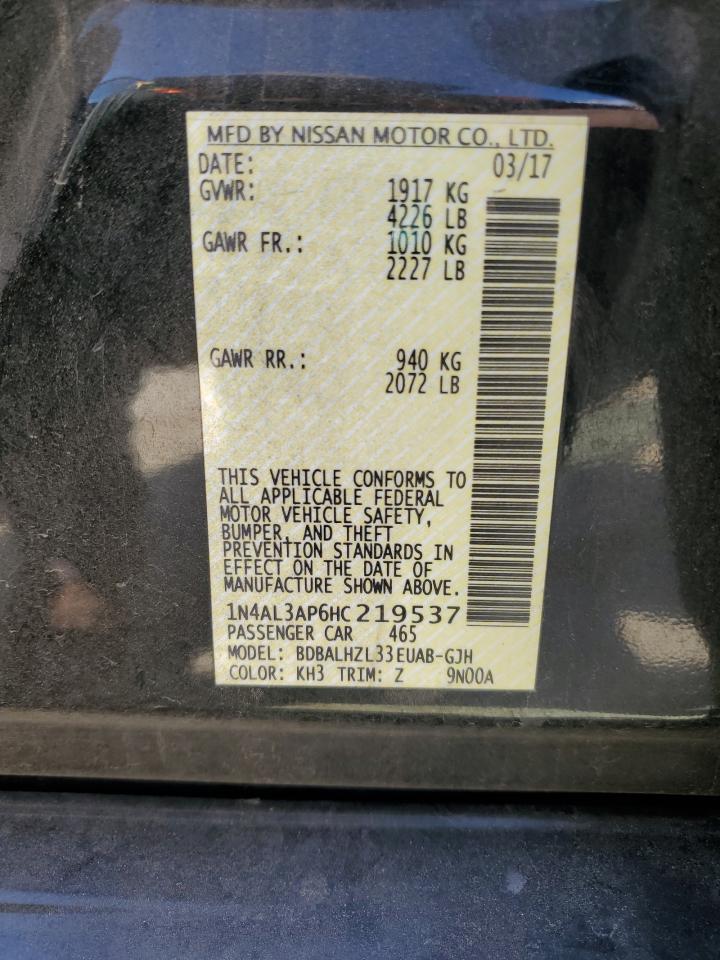 MFD BY NISSAN MOTOR CO., LTD.
DATE: 03/17
GVWR: 1917 KG
4226 LB
GAWR FR.: 1010 KG
2227 LB
GAWR RR.: 940 KG
2072 LB
THIS VEHICLE CONFORMS TO
ALL APPLICABLE FEDERAL
MOTOR VEHICLE SAFETY,
BUMPER, AND THEFT
PREVENTION STANDARDS IN
EFFECT ON THE DATE OF
MANUFACTURE SHOWN ABOVE.
1N4AL3AP6HC219537
PASSENGER CAR 465
MODEL: BDBALHZL33EUAB-GJH
COLOR: KH3 TRIM: Z 9N00A